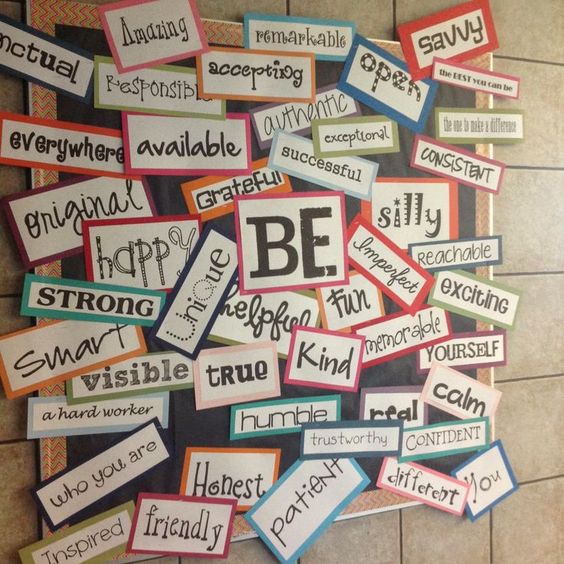 Amazing
remarkable
savvy
nctual
Responsible
accepting
open
the BEST you can be
authentic
exceptional
the one to make a difference
everywhere
available
successful
CONSISTENT
Grateful
original
happy
BE
silly
unique
Imperfect
Reachable
STRONG
helpful
Fun
exciting
memorable
smart
visible
TRUE
Kind
YOURSELF
calm
a hard worker
humble
real
trustworthy
CONFIDENT
who you are
Honest
patient
different
You
Inspired
friendly